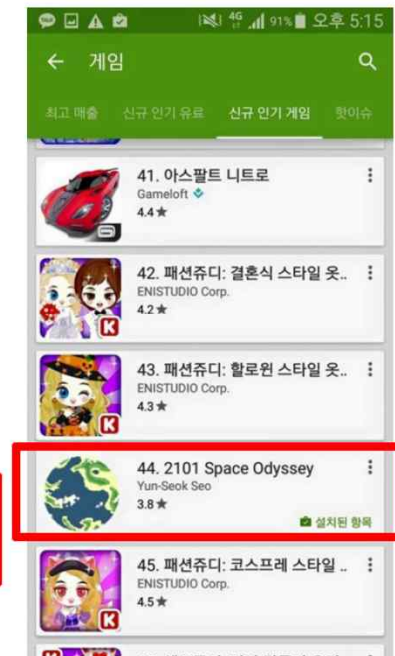 4G
91%
오후 5:15
게임
최고 매출 신규 인기 유료 신규 인기 게임 핫이슈
41. 아스팔트 니트로
Gameloft
4.4★
42. 패션쥬디: 결혼식 스타일 옷..
ENISTUDIO Corp.
4.2★
43. 패션쥬디: 할로윈 스타일 옷..
ENISTUDIO Corp.
4.3★
44. 2101 Space Odyssey
Yun-Seok Seo
3.8★
설치된 항목
45. 패션쥬디: 코스프레 스타일 ..
ENISTUDIO Corp.
4.5★